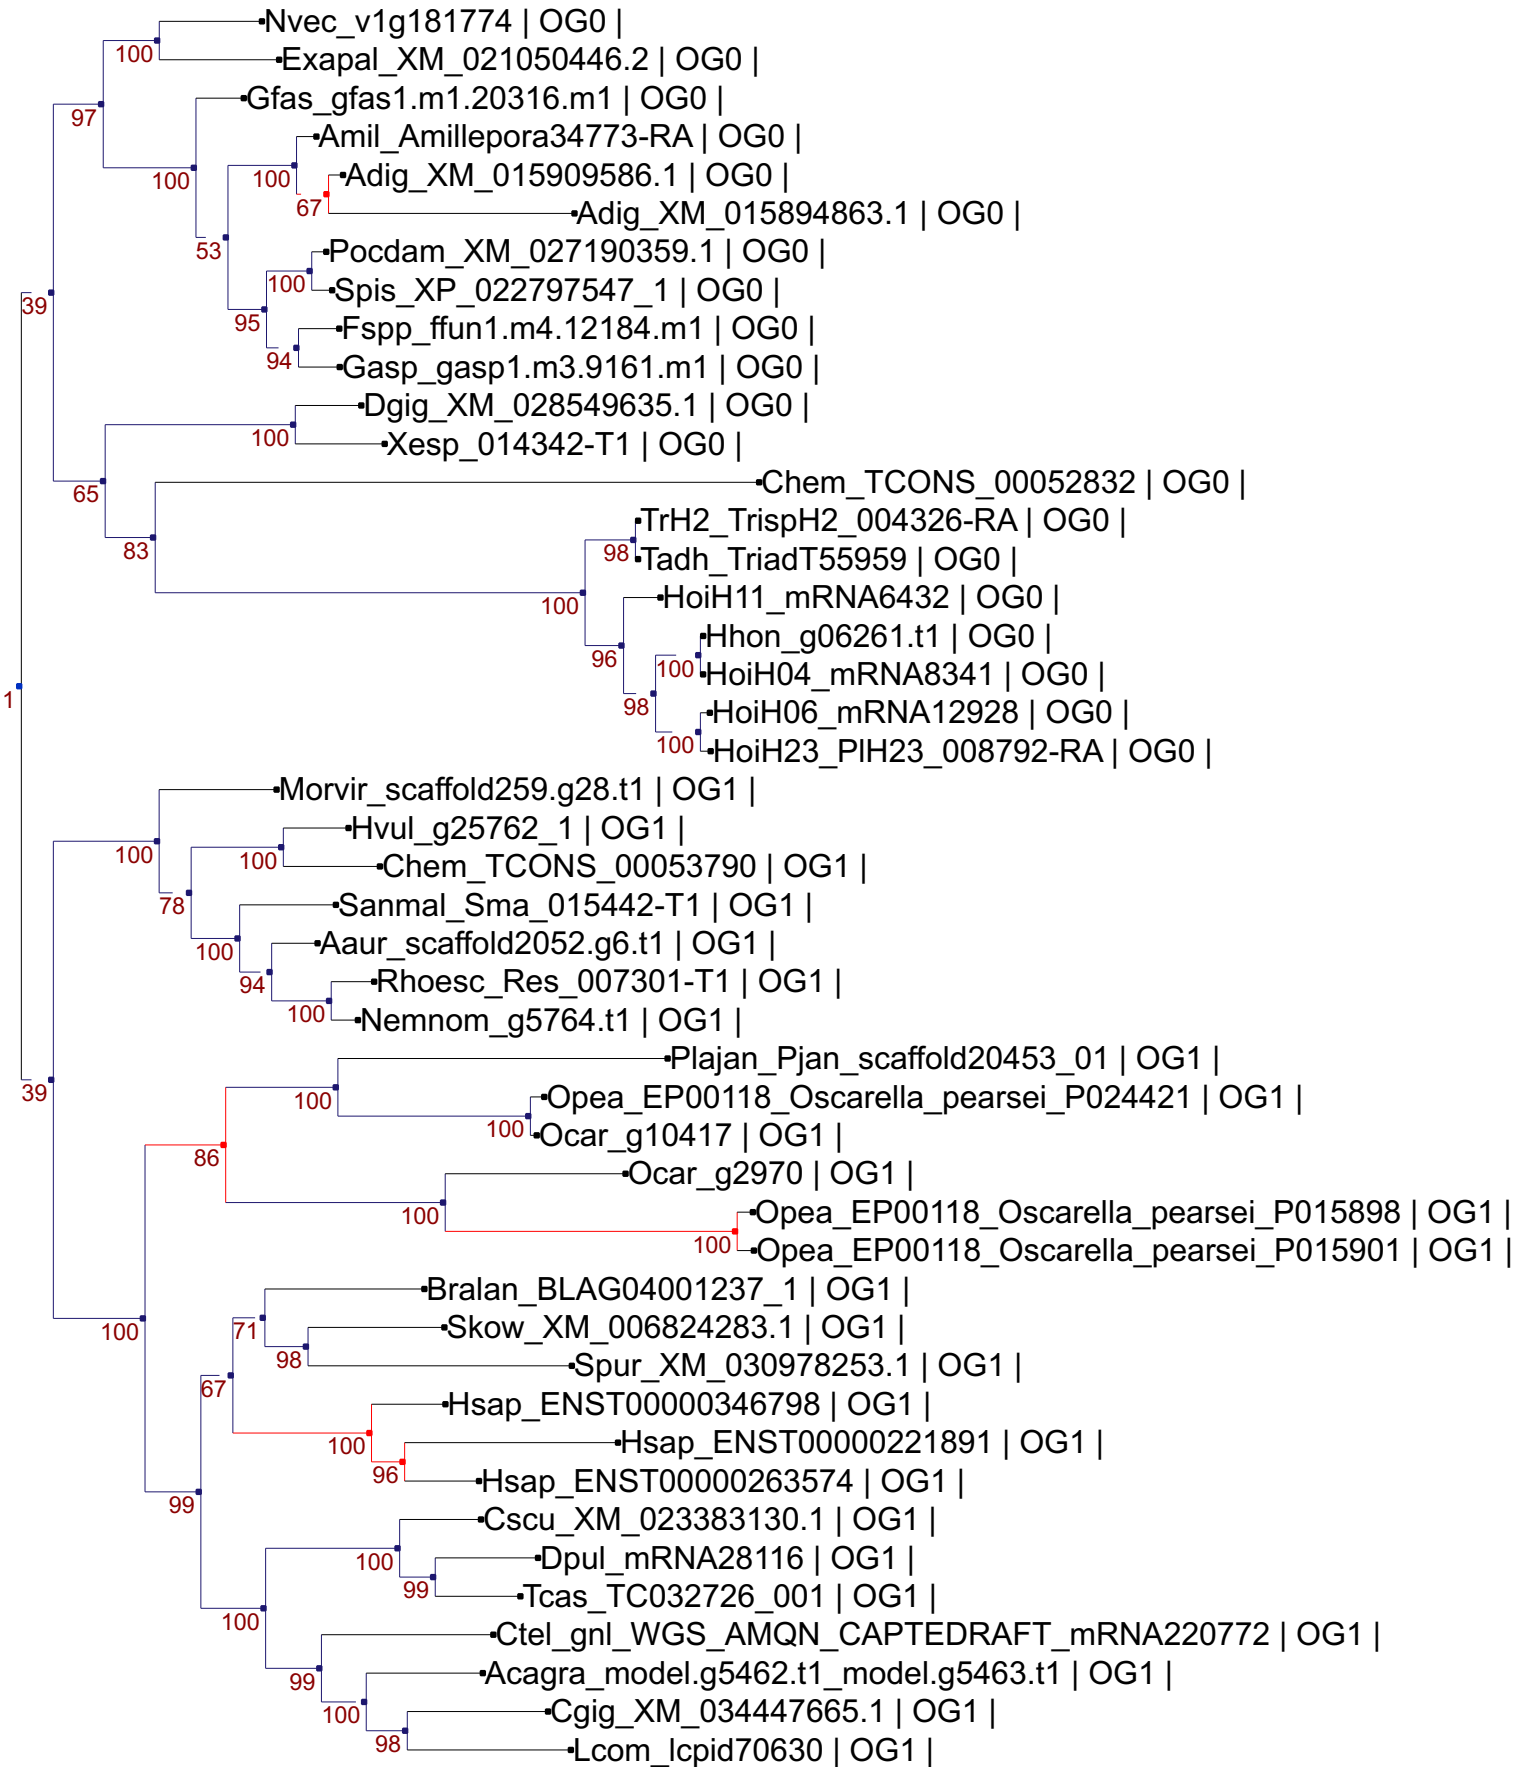 Nvec_v1g181774 | OG0 |
100
Exapal_XM_021050446.2 | OG0 |
Gfas_gfas1.m1.20316.m1 | OG0 |
97
Amil_Amillepora34773-RA | OG0 |
Adig_XM_015909586.1 | OG0 |
100
100
67
Adig_XM_015894863.1 | OG0 |
53
Pocdam_XM_027190359.1 | OG0 |
100
Spis_XP_022797547_1 | OG0 |
39
95
Fspp_ffun1.m4.12184.m1 | OG0 |
94
Gasp_gasp1.m3.9161.m1 | OG0 |
Dgig_XM_028549635.1 | OG0 |
100
Xesp_014342-T1 | OG0 |
65
Chem_TCONS_00052832 | OG0 |
TrH2_TrispH2_004326-RA | OG0 |
83
98
Tadh_TriadT55959 | OG0 |
HoiH11_mRNA6432 | OG0 |
100
Hhon_g06261.t1 | OG0 |
96
100
HoiH04_mRNA8341 | OG0 |
1
98
HoiH06_mRNA12928 | OG0 |
100
HoiH23_PlH23_008792-RA | OG0 |
Morvir_scaffold259.g28.t1 | OG1 |
Hvul_g25762_1 | OG1 |
100
100
Chem_TCONS_00053790 | OG1 |
78
Sanmal_Sma_015442-T1 | OG1 |
100
Aaur_scaffold2052.g6.t1 | OG1 |
94
Rhoesc_Res_007301-T1 | OG1 |
100
Nemnom_g5764.t1 | OG1 |
Plajan_Pjan_scaffold20453_01 | OG1 |
39
100
Opea_EP00118_Oscarella_pearsei_P024421 | OG1 |
100
Ocar_g10417 | OG1 |
86
Ocar_g2970 | OG1 |
100
Opea_EP00118_Oscarella_pearsei_P015898 | OG1 |
100
Opea_EP00118_Oscarella_pearsei_P015901 | OG1 |
Bralan_BLAG04001237_1 | OG1 |
100
71
Skow_XM_006824283.1 | OG1 |
98
Spur_XM_030978253.1 | OG1 |
67
Hsap_ENST00000346798 | OG1 |
100
Hsap_ENST00000221891 | OG1 |
96
Hsap_ENST00000263574 | OG1 |
99
Cscu_XM_023383130.1 | OG1 |
100
Dpul_mRNA28116 | OG1 |
99
Tcas_TC032726_001 | OG1 |
100
Ctel_gnl_WGS_AMQN_CAPTEDRAFT_mRNA220772 | OG1 |
99
Acagra_model.g5462.t1_model.g5463.t1 | OG1 |
100
Cgig_XM_034447665.1 | OG1 |
98
Lcom_lcpid70630 | OG1 |